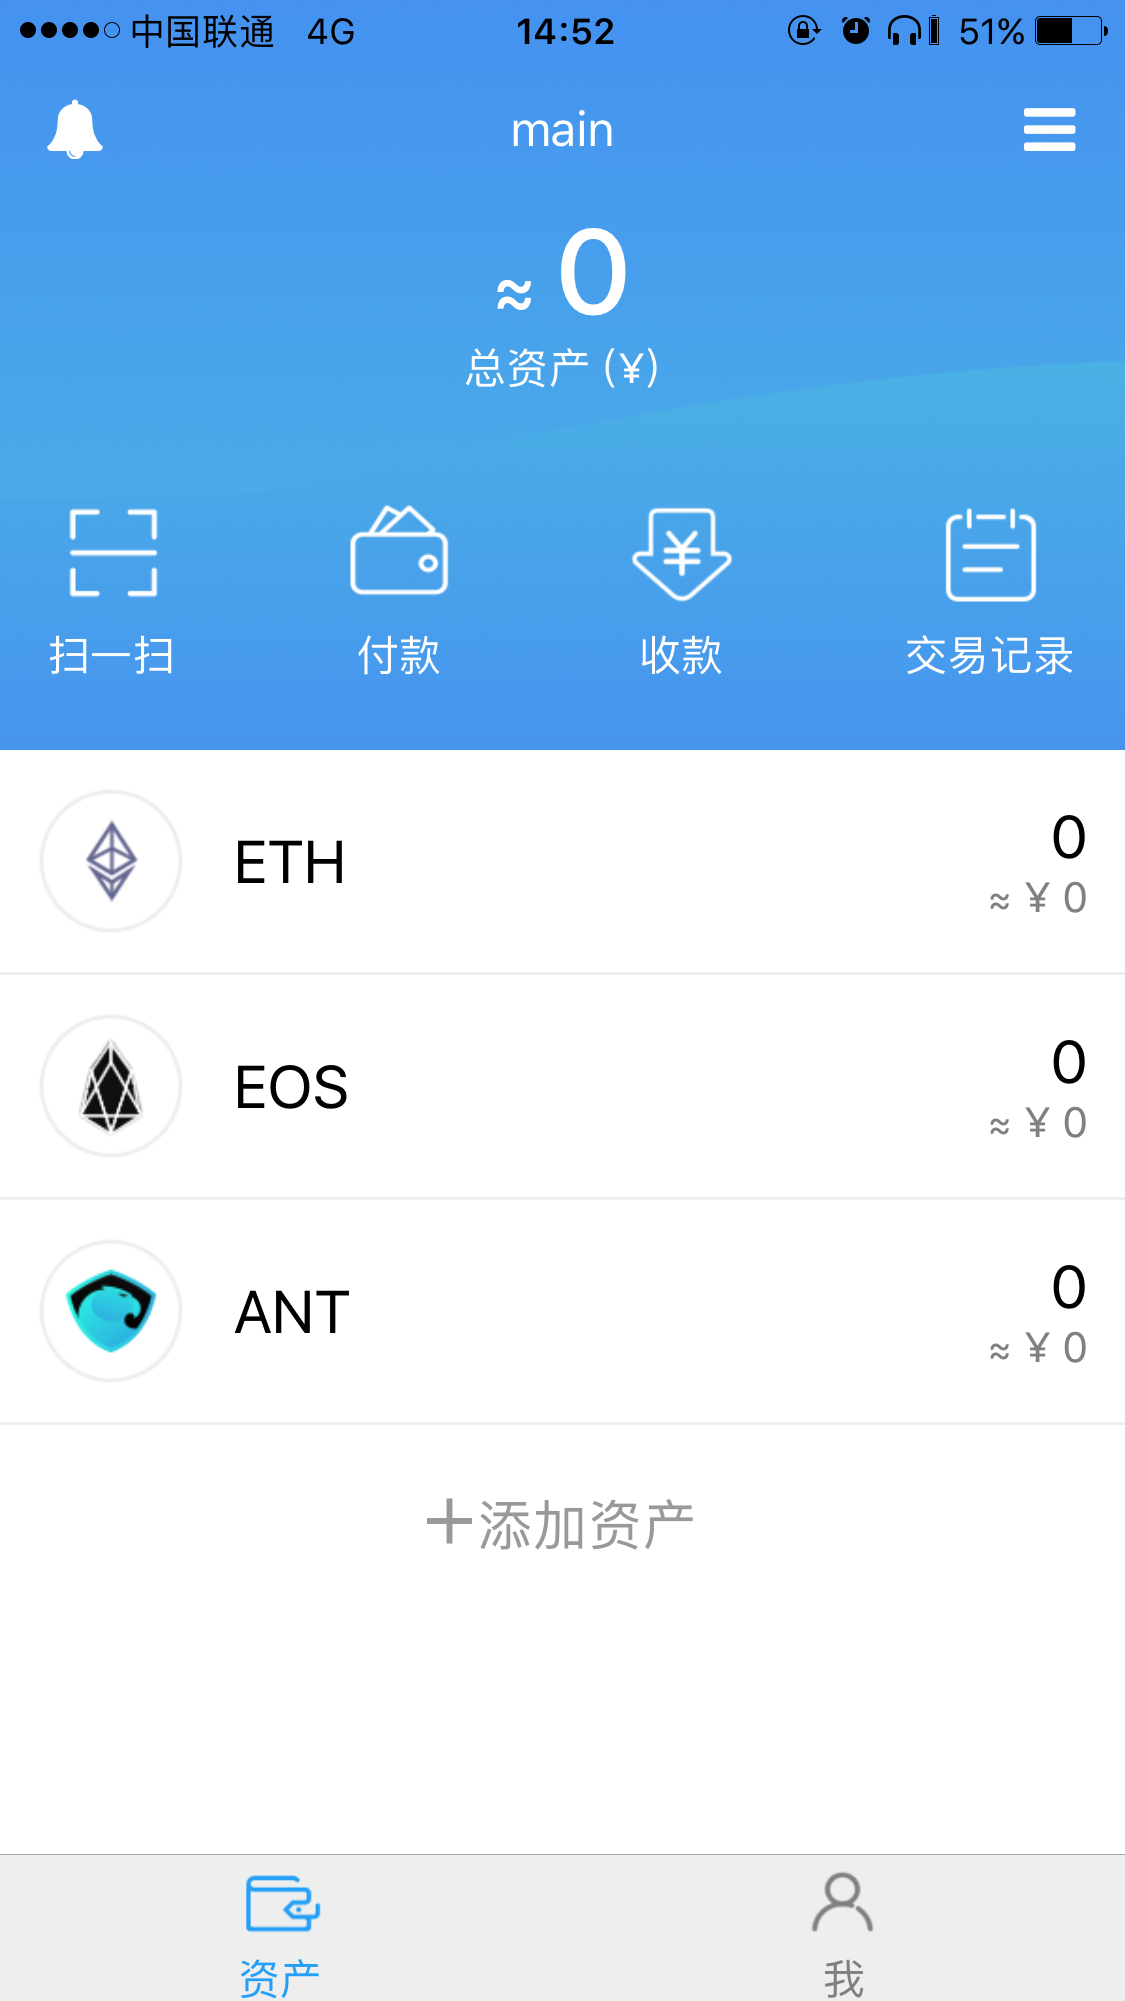 中国联通 4G 14:52 51%
main
≈ 0
总资产 (¥)
扫一扫 付款 收款 交易记录
ETH 0
≈ ¥ 0
EOS 0
≈ ¥ 0
ANT 0
≈ ¥ 0
+添加资产
资产 我